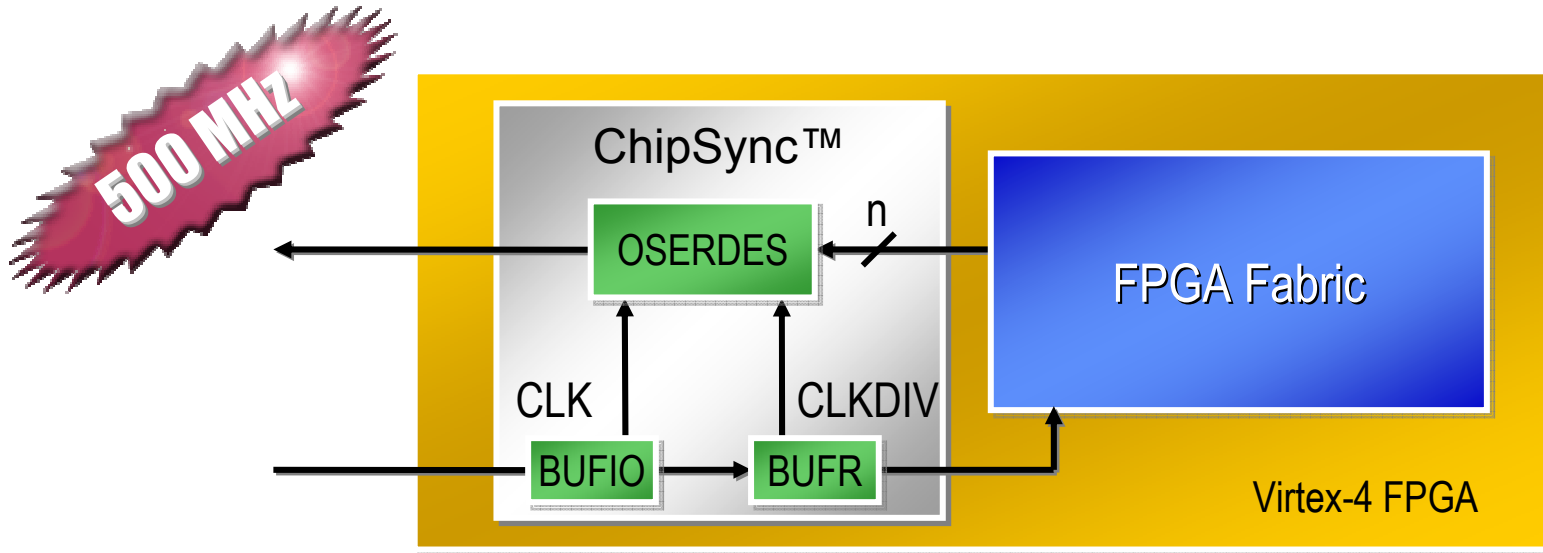 500 MHz
ChipSync™
n
OSERDES
FPGA Fabric
CLK
CLKDIV
BUFIO
BUFR
Virtex-4 FPGA